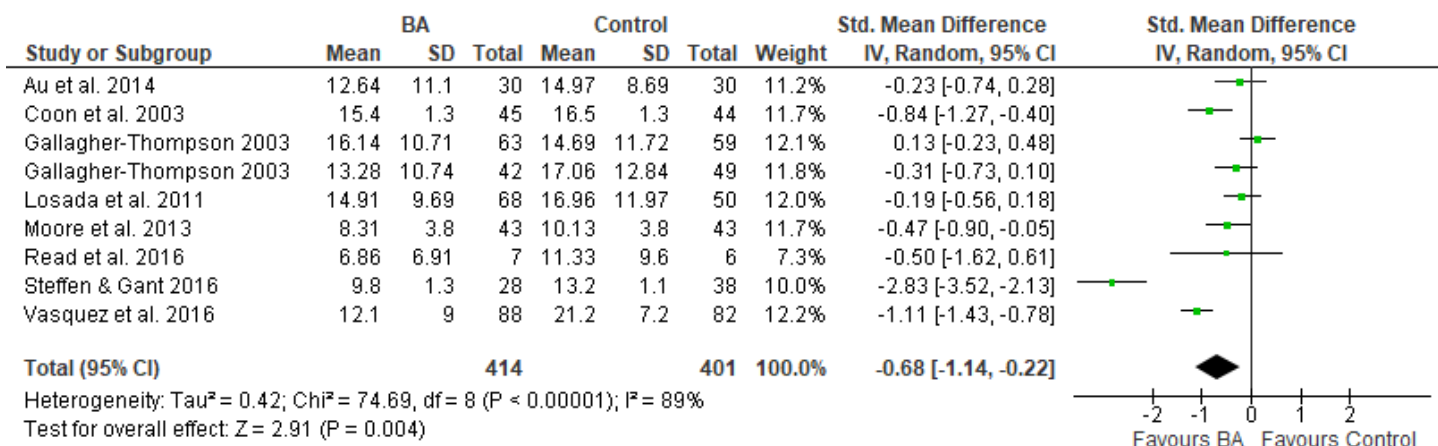 BA Control Std. Mean Difference Std. Mean Difference
Study or Subgroup Mean SD Total Mean SD Total Weight IV, Random, 95% CI IV, Random, 95% CI
Au et al. 2014 12.64 11.1 30 14.97 8.69 30 11.2% -0.23 [-0.74, 0.28]
Coon et al. 2003 15.4 1.3 45 16.5 1.3 44 11.7% -0.84 [-1.27, -0.40]
Gallagher-Thompson 2003 16.14 10.71 63 14.69 11.72 59 12.1% 0.13 [-0.23, 0.48]
Gallagher-Thompson 2003 13.28 10.74 42 17.06 12.84 49 11.8% -0.31 [-0.73, 0.10]
Losada et al. 2011 14.91 9.69 68 16.96 11.97 50 12.0% -0.19 [-0.56, 0.18]
Moore et al. 2013 8.31 3.8 43 10.13 3.8 43 11.7% -0.47 [-0.90, -0.05]
Read et al. 2016 6.86 6.91 7 11.33 9.6 6 7.3% -0.50 [-1.62, 0.61]
Steffen & Gant 2016 9.8 1.3 28 13.2 1.1 38 10.0% -2.83 [-3.52, -2.13]
Vasquez et al. 2016 12.1 9 88 21.2 7.2 82 12.2% -1.11 [-1.43, -0.78]
Total (95% CI) 414 401 100.0% -0.68 [-1.14, -0.22]
Heterogeneity: Tau² = 0.42; Chi² = 74.69, df = 8 (P < 0.00001); I² = 89%
Test for overall effect: Z = 2.91 (P = 0.004)
-2 -1 0 1 2
Favours BA Favours Control